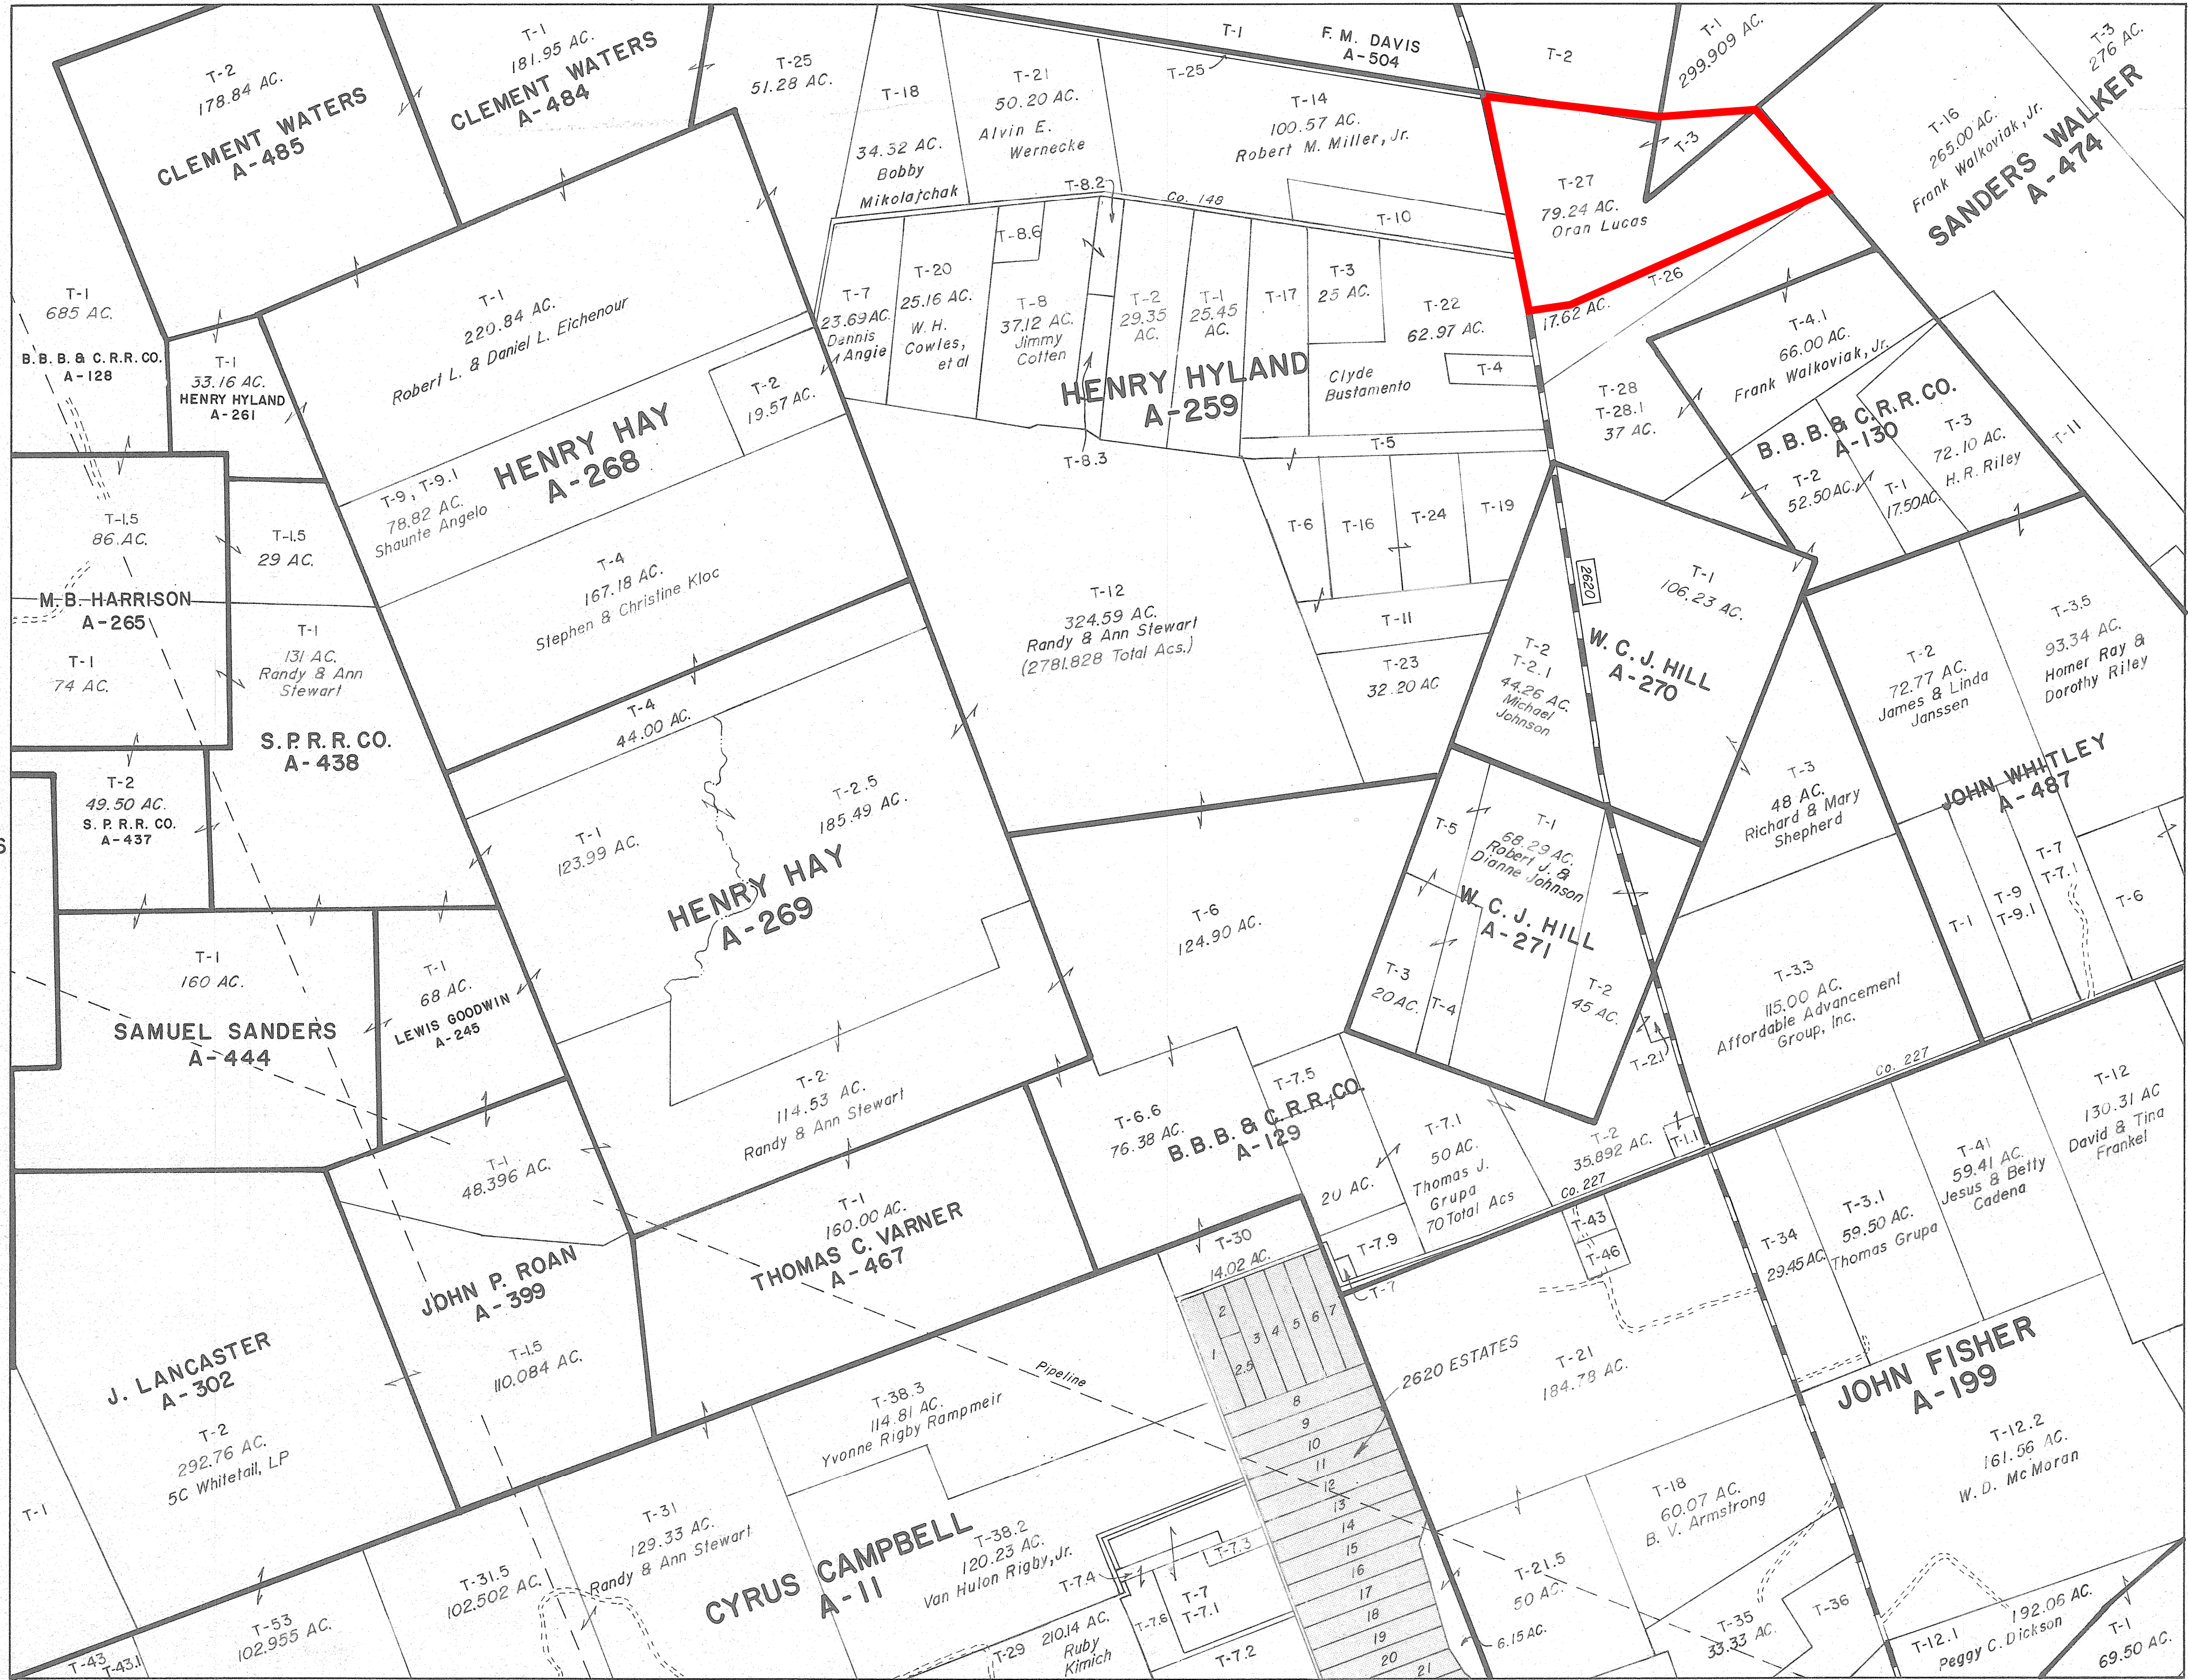 T-2
178.84 AC.
CLEMENT WATERS
A-485
T-1
181.95 AC.
CLEMENT WATERS
A-484
T-25
51.28 AC.
T-18
34.32 AC.
Bobby
Mikolajchak
T-21
50.20 AC.
Alvin E.
Wernecke
T-1
F. M. DAVIS
A-504
T-25
T-14
100.57 AC.
Robert M. Miller, Jr.
T-2
T-1
299.909 AC.
T-3
276 AC.
T-16
265.00 AC.
Frank Walkoviak, Jr.
SANDERS WALKER
A-474
T-3
T-27
79.24 AC.
Oran Lucas
T-26
17.62 AC.
T-8.2
Co. 148
T-10
T-8.6
T-7
23.69 AC.
Dennis
Angie
T-20
25.16 AC.
W. H.
Cowles,
et al
T-8
37.12 AC.
Jimmy
Cotten
T-2
29.35
AC.
T-1
25.45
AC.
T-17
T-3
25 AC.
T-22
62.97 AC.
T-4
Clyde
Bustamento
HENRY HYLAND
A-259
T-5
T-8.3
T-1
685 AC.
B. B. B. & C. R. R. CO.
A-128
T-1
33.16 AC.
HENRY HYLAND
A-261
T-1
220.84 AC.
Robert L. & Daniel L. Eichenour
T-2
19.57 AC.
HENRY HAY
A-268
T-9, T-9.1
78.82 AC.
Shaunte Angelo
T-4
167.18 AC.
Stephen & Christine Kloc
T-28
T-28.1
37 AC.
T-4.1
66.00 AC.
Frank Walkoviak, Jr.
B. B. B. & C. R. R. CO.
A-130
T-2
52.50 AC.
T-1
17.50 AC.
T-3
72.10 AC.
H. R. Riley
T-11
T-1.5
86 AC.
M. B. HARRISON
A-265
T-1
74 AC.
T-1.5
29 AC.
T-1
131 AC.
Randy & Ann
Stewart
S. P. R. R. CO.
A-438
T-2
49.50 AC.
S. P. R. R. CO.
A-437
T-6
T-16
T-24
T-19
T-11
T-23
32.20 AC
T-12
324.59 AC.
Randy & Ann Stewart
(2781.828 Total Acs.)
2620
T-1
106.23 AC.
W. C. J. HILL
A-270
T-2
T-2.1
44.26 AC.
Michael
Johnson
T-2
72.77 AC.
James & Linda
Janssen
T-3.5
93.34 AC.
Homer Ray &
Dorothy Riley
JOHN WHITLEY
A-487
T-3
48 AC.
Richard & Mary
Shepherd
T-1
T-9
T-9.1
T-7
T-7.1
T-6
T-4
44.00 AC.
T-1
123.99 AC.
T-2.5
185.49 AC.
HENRY HAY
A-269
T-2
114.53 AC.
Randy & Ann Stewart
T-6
124.90 AC.
T-5
T-1
68.29 AC.
Robert J. &
Dianne Johnson
W. C. J. HILL
A-271
T-3
20 AC.
T-4
T-2
45 AC.
T-2.1
T-3.3
115.00 AC.
Affordable Advancement
Group, Inc.
Co. 227
T-1
160 AC.
SAMUEL SANDERS
A-444
T-1
68 AC.
LEWIS GOODWIN
A-245
T-6.6
76.38 AC.
B. B. B. & C. R. R. CO.
A-129
T-7.5
20 AC.
T-7.1
50 AC.
Thomas J.
Grupa
70 Total Acs
T-2
35.892 AC.
T-1.1
Co. 227
T-7.9
T-7
T-43
T-46
T-34
29.45 AC.
T-3.1
59.50 AC.
Thomas Grupa
T-41
59.41 AC.
Jesus & Betty
Cadena
T-12
130.31 AC
David & Tina
Frankel
T-1
48.396 AC.
JOHN P. ROAN
A-399
T-1.5
110.084 AC.
T-1
160.00 AC.
THOMAS C. VARNER
A-467
T-30
14.02 AC.
J. LANCASTER
A-302
T-2
292.76 AC.
5C Whitetail, LP
T-1
Pipeline
2620 ESTATES
T-21
184.78 AC.
JOHN FISHER
A-199
T-12.2
161.56 AC.
W. D. McMoran
T-38.3
114.81 AC.
Yvonne Rigby Rampmeir
1
2
2.5
3
4
5
6
7
8
9
10
11
12
13
14
15
16
17
18
19
20
21
T-31
129.33 AC.
Randy & Ann Stewart
T-31.5
102.502 AC.
T-53
102.955 AC.
T-43
T-43.1
CYRUS CAMPBELL
A-11
T-38.2
120.23 AC.
Van Hulon Rigby, Jr.
T-7.4
T-7.3
T-7
T-7.1
T-7.6
T-7.2
T-29
210.14 AC.
Ruby
Kimich
T-18
60.07 AC.
B. V. Armstrong
T-21.5
50 AC.
6.15 AC.
T-35
33.33 AC.
T-36
T-12.1
192.06 AC.
Peggy C. Dickson
T-1
69.50 AC.